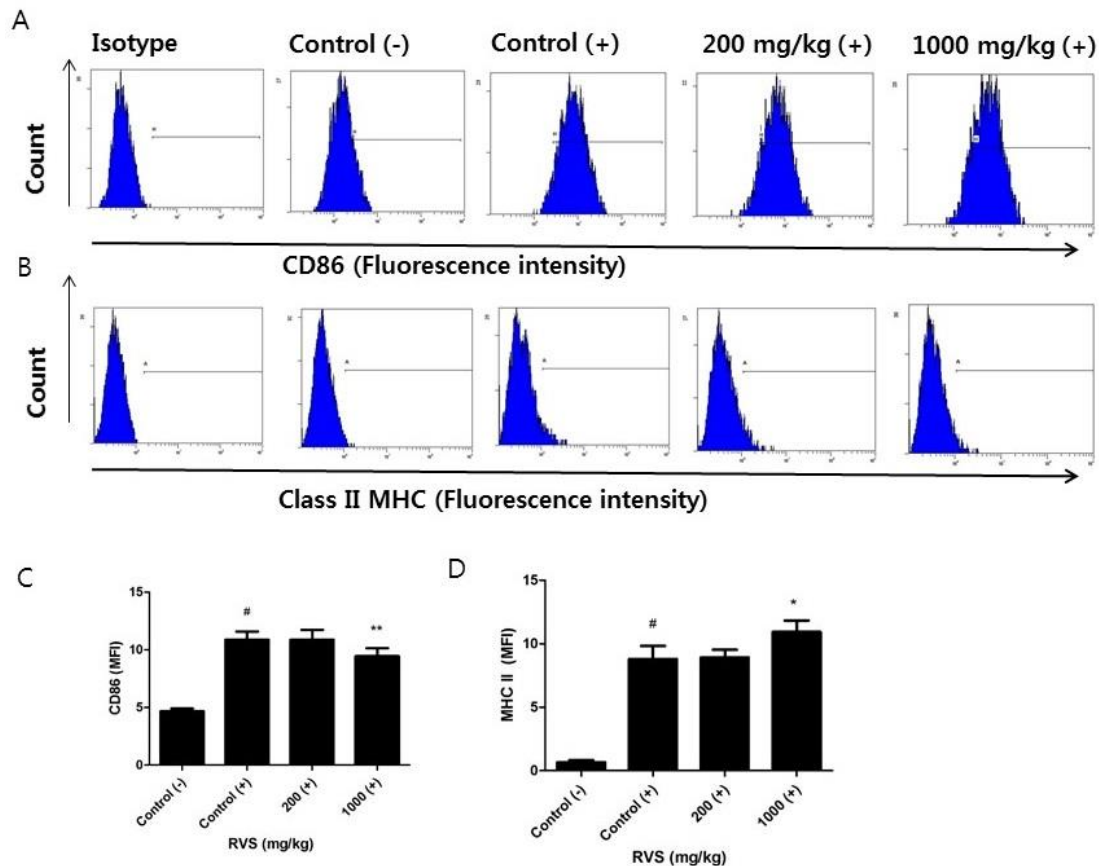 A
Isotype
Control (-)
Control (+)
200 mg/kg (+)
1000 mg/kg (+)
Count
CD86 (Fluorescence intensity)
B
Count
Class II MHC (Fluorescence intensity)
C
15
10
5
0
CD86 (MFI)
#
**
Control (-)
Control (+)
200 (+)
1000 (+)
RVS (mg/kg)
D
15
10
5
0
MHC II (MFI)
#
*
Control (-)
Control (+)
200 (+)
1000 (+)
RVS (mg/kg)